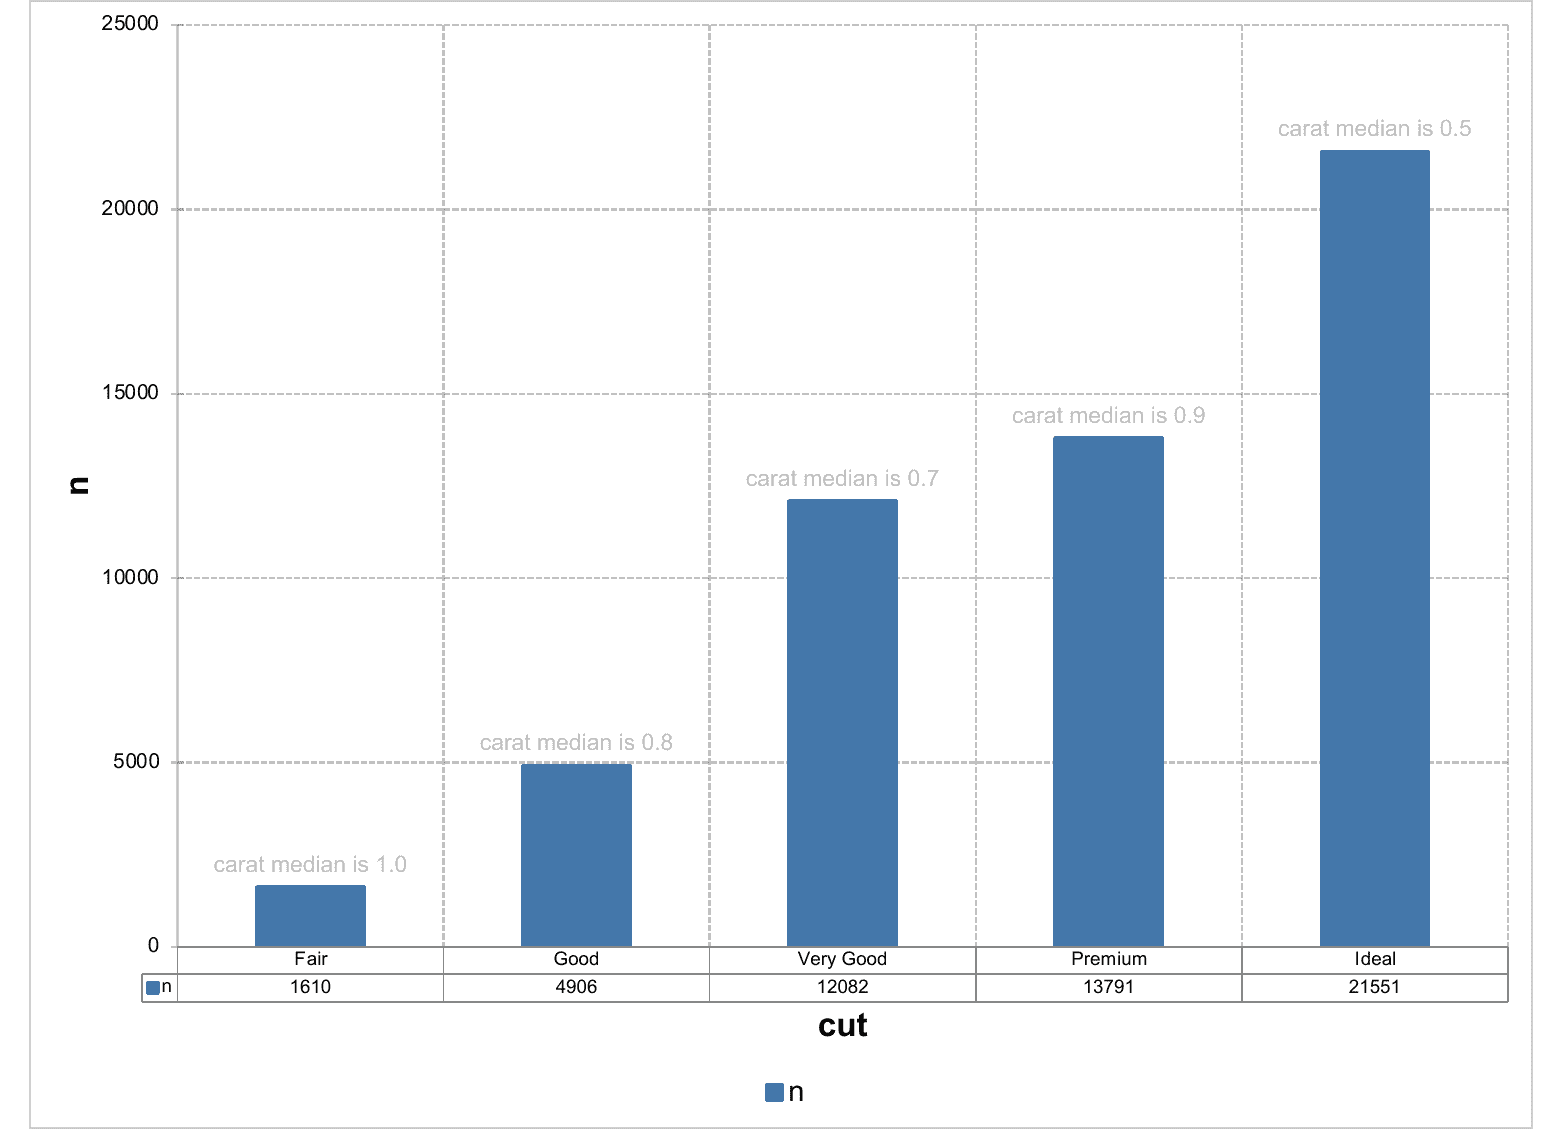 25000
carat median is 0.5
20000
15000
carat median is 0.9
carat median is 0.7
n
10000
carat median is 0.8
5000
carat median is 1.0
0
Fair Good Very Good Premium Ideal
n 1610 4906 12082 13791 21551
cut
n